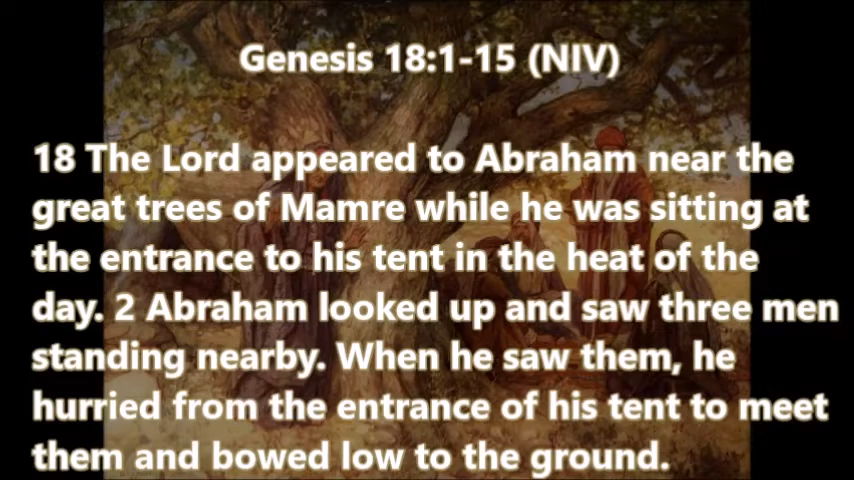 Genesis 18:1-15 (NIV)
18 The Lord appeared to Abraham near the
great trees of Mamre while he was sitting at
the entrance to his tent in the heat of the
day. 2 Abraham looked up and saw three men
standing nearby. When he saw them, he
hurried from the entrance of his tent to meet
them and bowed low to the ground.